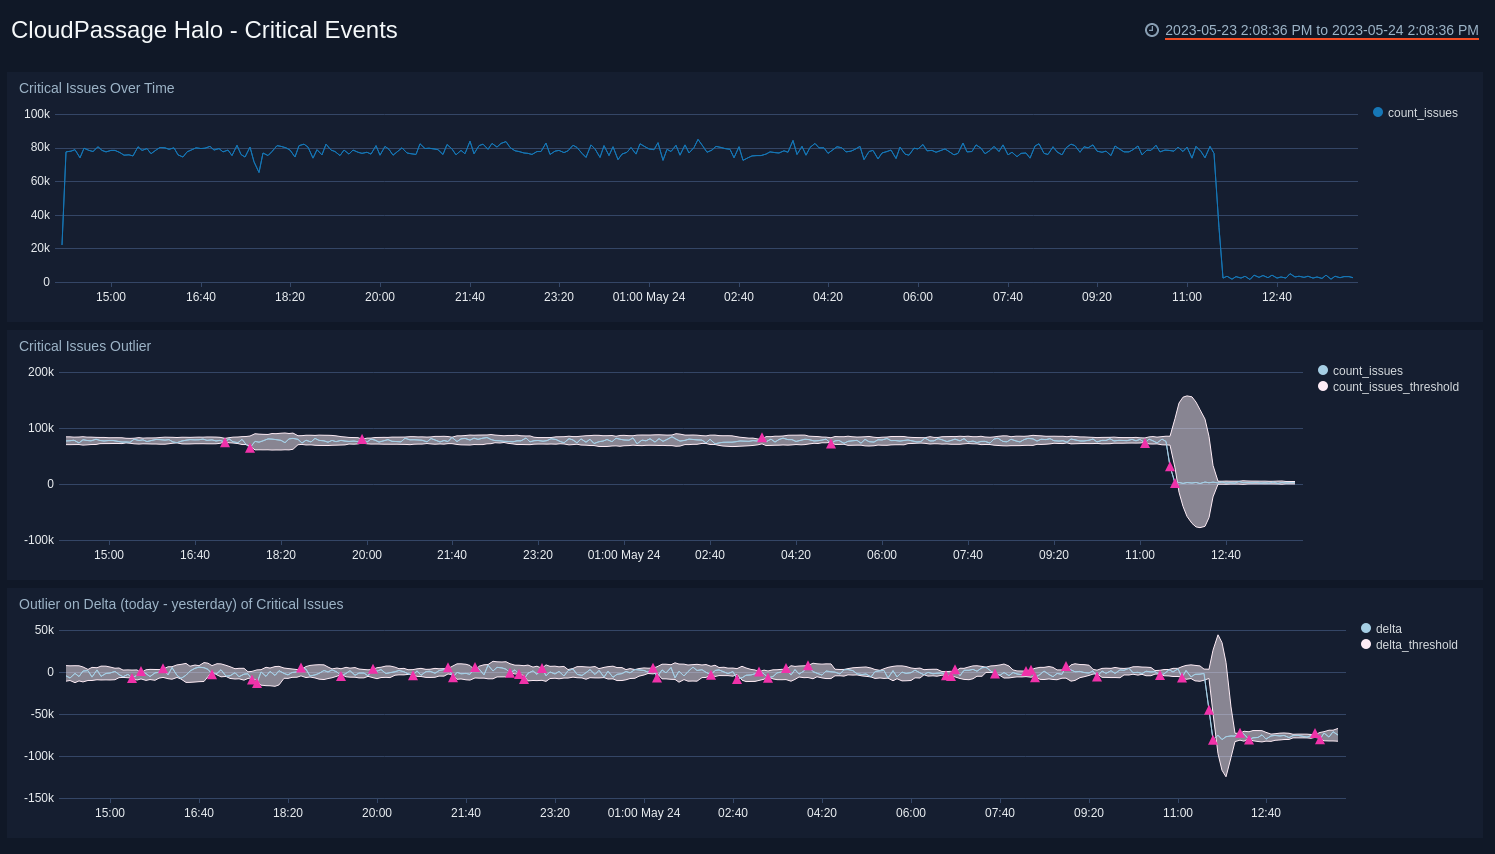 CloudPassage Halo - Critical Events
2023-05-23 2:08:36 PM to 2023-05-24 2:08:36 PM
Critical Issues Over Time
100k
80k
60k
40k
20k
0
15:00 16:40 18:20 20:00 21:40 23:20 01:00 May 24 02:40 04:20 06:00 07:40 09:20 11:00 12:40
count_issues
Critical Issues Outlier
200k
100k
0
-100k
15:00 16:40 18:20 20:00 21:40 23:20 01:00 May 24 02:40 04:20 06:00 07:40 09:20 11:00 12:40
count_issues
count_issues_threshold
Outlier on Delta (today - yesterday) of Critical Issues
50k
0
-50k
-100k
-150k
15:00 16:40 18:20 20:00 21:40 23:20 01:00 May 24 02:40 04:20 06:00 07:40 09:20 11:00 12:40
delta
delta_threshold